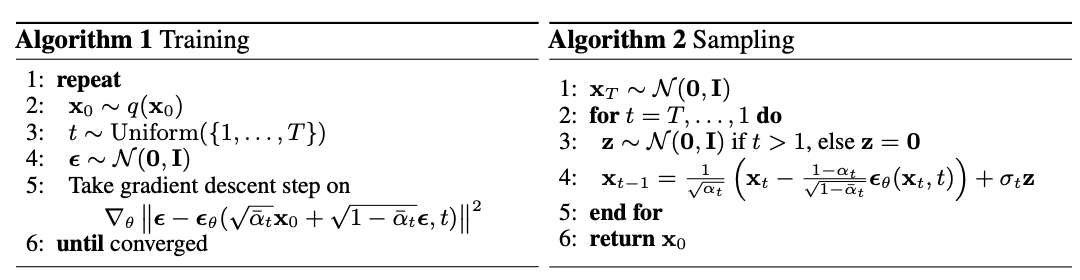 Algorithm 1 Training
1: repeat
2: x₀ ∼ q(x₀)
3: t ∼ Uniform({1, . . . , T})
4: ϵ ∼ 𝒩(0, I)
5: Take gradient descent step on
∇_θ ‖ϵ − ϵ_θ(√ᾱ_t x₀ + √(1 − ᾱ_t) ϵ, t)‖²
6: until converged
Algorithm 2 Sampling
1: x_T ∼ 𝒩(0, I)
2: for t = T, . . . , 1 do
3: z ∼ 𝒩(0, I) if t > 1, else z = 0
4: x_{t−1} = 1/√α_t (x_t − (1−α_t)/√(1−ᾱ_t) ϵ_θ(x_t, t)) + σ_t z
5: end for
6: return x₀